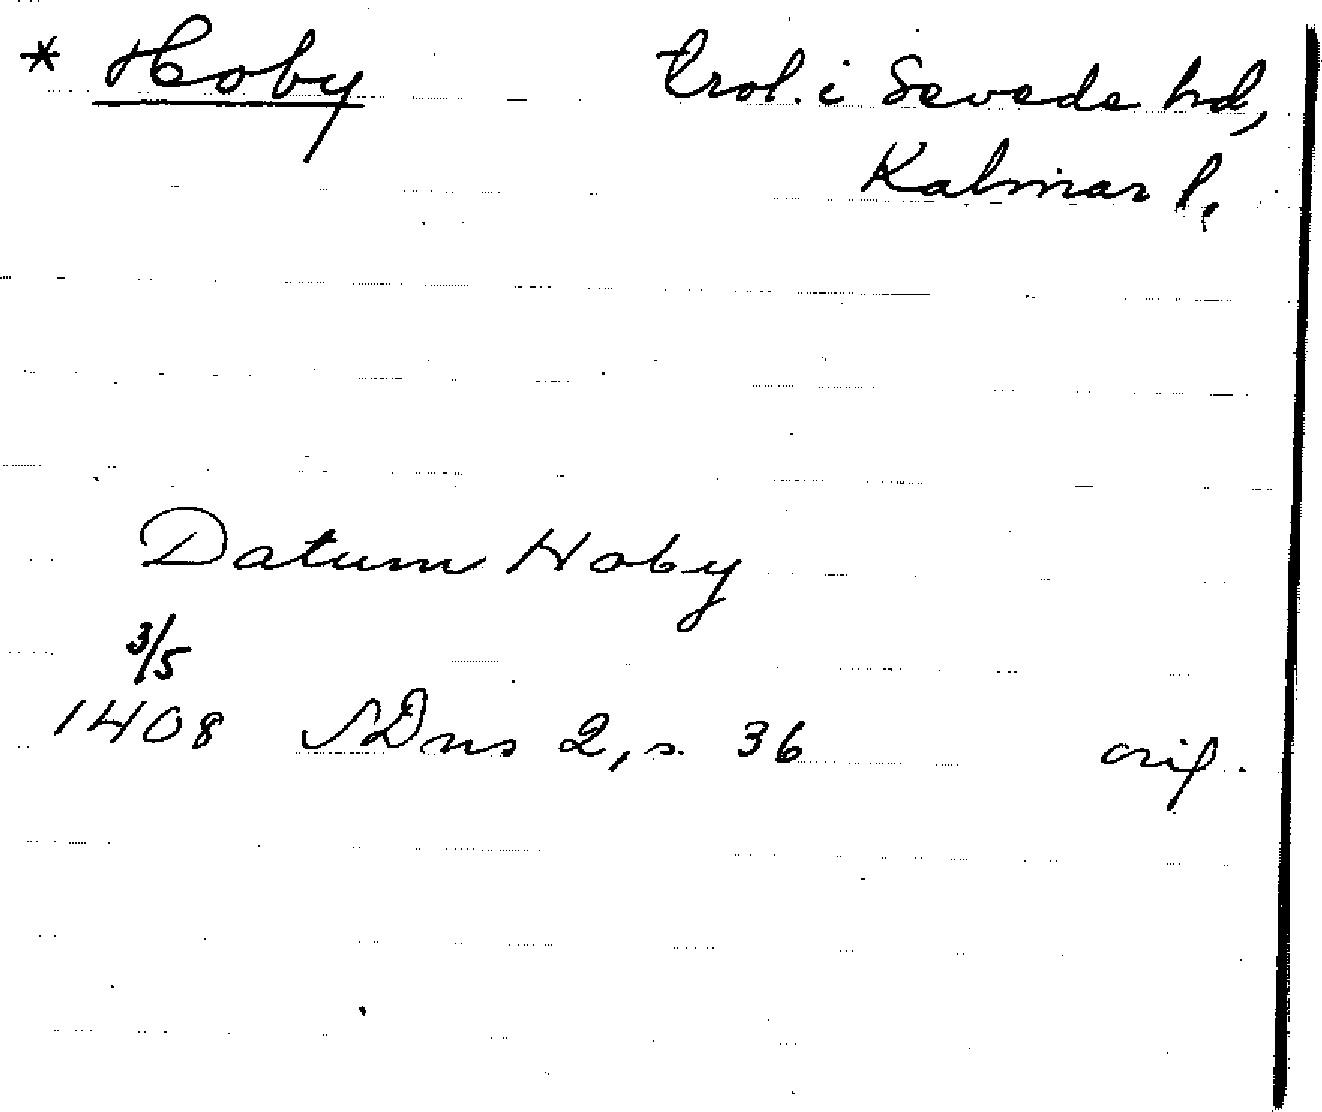 * Hoby trol. i Sevede hd,
Kalmar l.
Datum Hoby
3/5
1408 SDns 2, s. 36 orig.